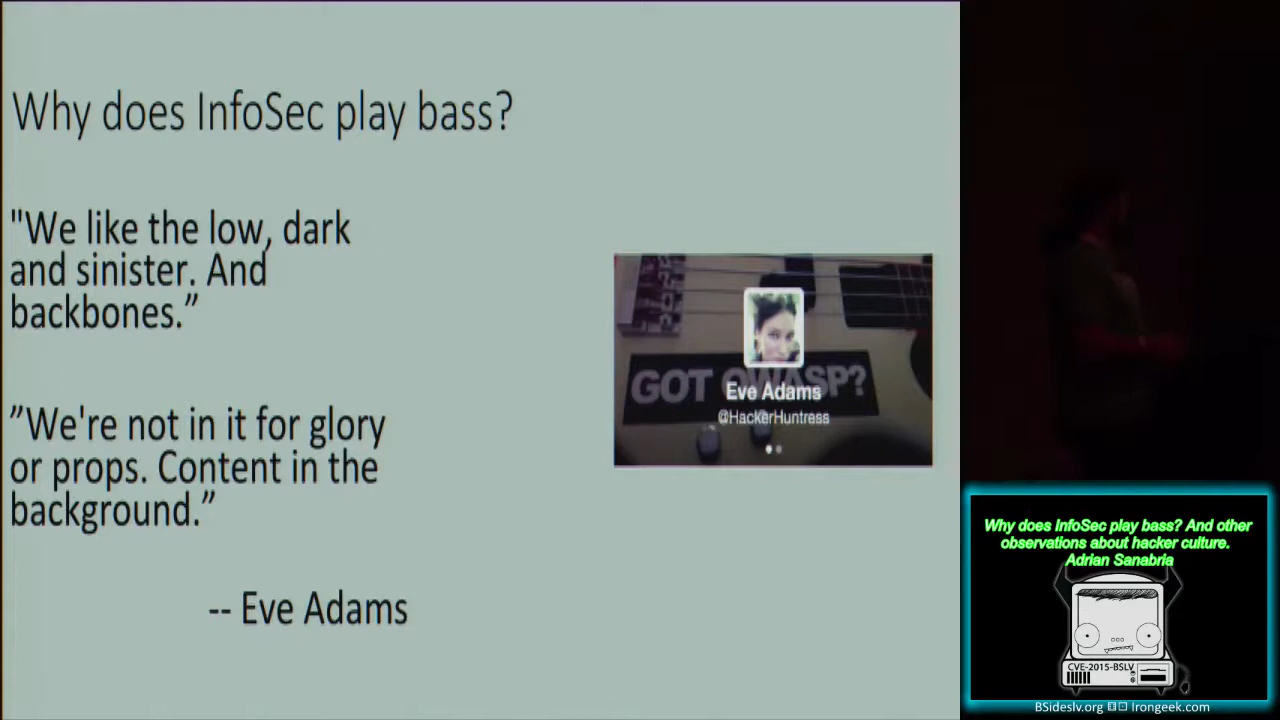 Why does InfoSec play bass?
"We like the low, dark
and sinister. And
backbones.”
”We're not in it for glory
or props. Content in the
background.”
-- Eve Adams
GOT OWASP?
Eve Adams
@HackerHuntress
Why does InfoSec play bass? And other
observations about hacker culture.
Adrian Sanabria
CVE-2015-BSLV
BSideslv.org Irongeek.com